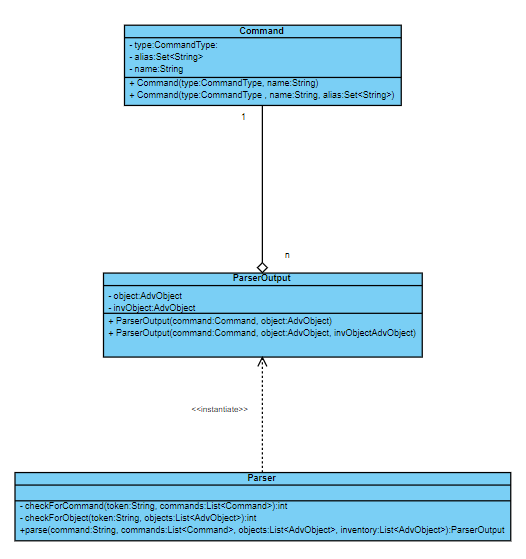 Command
- type:CommandType:
- alias:Set<String>
- name:String
+ Command(type:CommandType, name:String)
+ Command(type:CommandType , name:String, alias:Set<String>)
1
n
ParserOutput
- object:AdvObject
- invObject:AdvObject
+ ParserOutput(command:Command, object:AdvObject)
+ ParserOutput(command:Command, object:AdvObject, invObjectAdvObject)
<<instantiate>>
Parser
- checkForCommand(token:String, commands:List<Command>):int
- checkForObject(token:String, objects:List<AdvObject>):int
+parse(command:String, commands:List<Command>, objects:List<AdvObject>, inventory:List<AdvObject>):ParserOutput